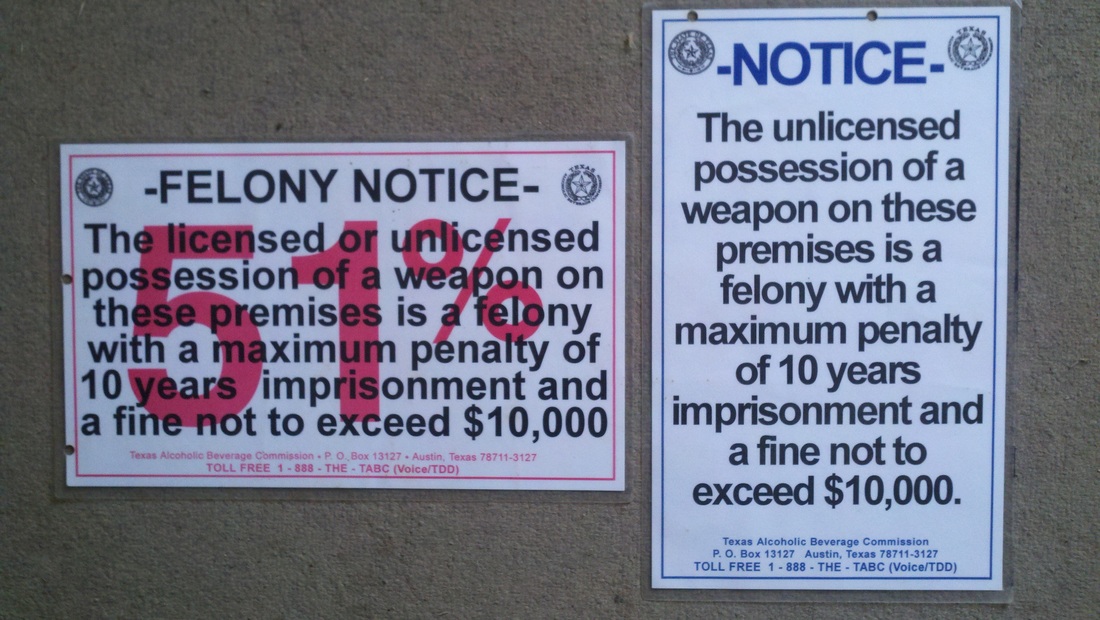 -FELONY NOTICE-
51%
The licensed or unlicensed
possession of a weapon on
these premises is a felony
with a maximum penalty of
10 years imprisonment and
a fine not to exceed $10,000
Texas Alcoholic Beverage Commission • P. O. Box 13127 • Austin, Texas 78711-3127
TOLL FREE 1 - 888 - THE - TABC (Voice/TDD)
-NOTICE-
The unlicensed
possession of a
weapon on these
premises is a
felony with a
maximum penalty
of 10 years
imprisonment and
a fine not to
exceed $10,000.
Texas Alcoholic Beverage Commission
P. O. Box 13127 Austin, Texas 78711-3127
TOLL FREE 1 - 888 - THE - TABC (Voice/TDD)